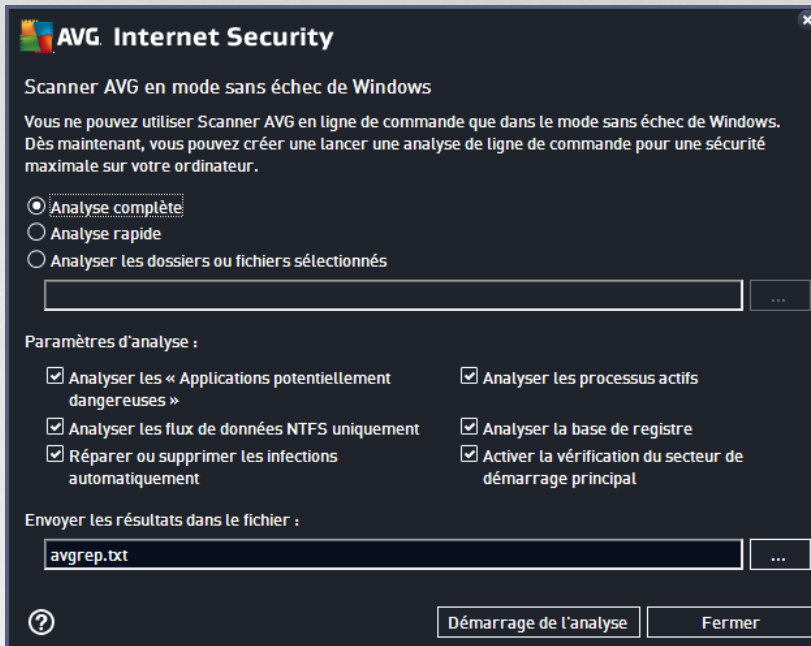 AVG. Internet Security
Scanner AVG en mode sans échec de Windows
Vous ne pouvez utiliser Scanner AVG en ligne de commande que dans le mode sans échec de Windows.
Dès maintenant, vous pouvez créer une lancer une analyse de ligne de commande pour une sécurité
maximale sur votre ordinateur.
Analyse complète
Analyse rapide
Analyser les dossiers ou fichiers sélectionnés
...
Paramètres d'analyse :
Analyser les « Applications potentiellement
dangereuses »
Analyser les processus actifs
Analyser les flux de données NTFS uniquement
Analyser la base de registre
Réparer ou supprimer les infections
automatiquement
Activer la vérification du secteur de
démarrage principal
Envoyer les résultats dans le fichier :
avgrep.txt
...
?
Démarrage de l'analyse
Fermer